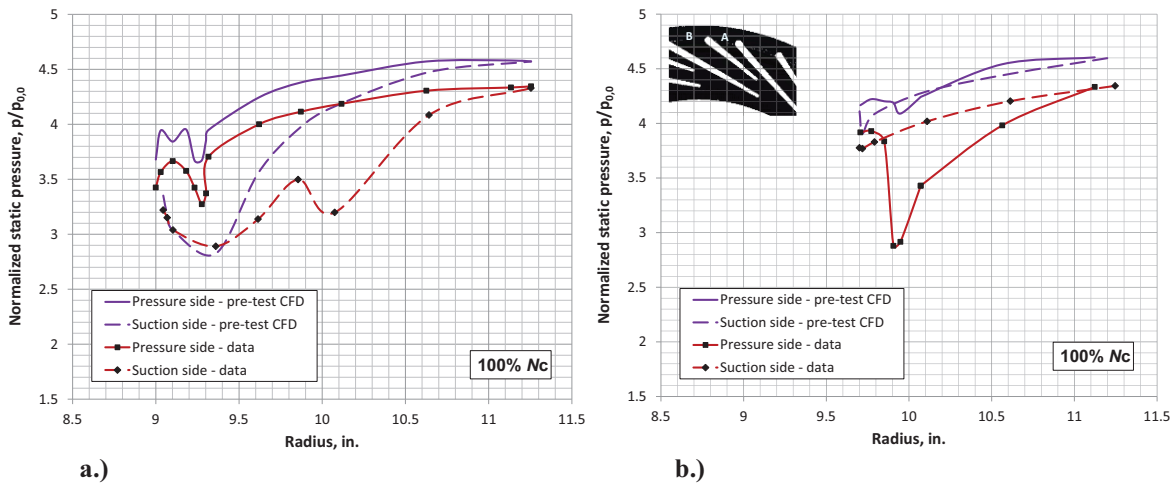 Normalized static pressure, p/p0,0
5
4.5
4
3.5
3
2.5
2
1.5
8.5 9 9.5 10 10.5 11 11.5
Radius, in.
Pressure side - pre-test CFD
Suction side - pre-test CFD
Pressure side - data
Suction side - data
100% Nc
a.)
Normalized static pressure, p/p0,0
5
4.5
4
3.5
3
2.5
2
1.5
8.5 9 9.5 10 10.5 11 11.5
Radius, in.
B A
Pressure side - pre-test CFD
Suction side - pre-test CFD
Pressure side - data
Suction side - data
100% Nc
b.)